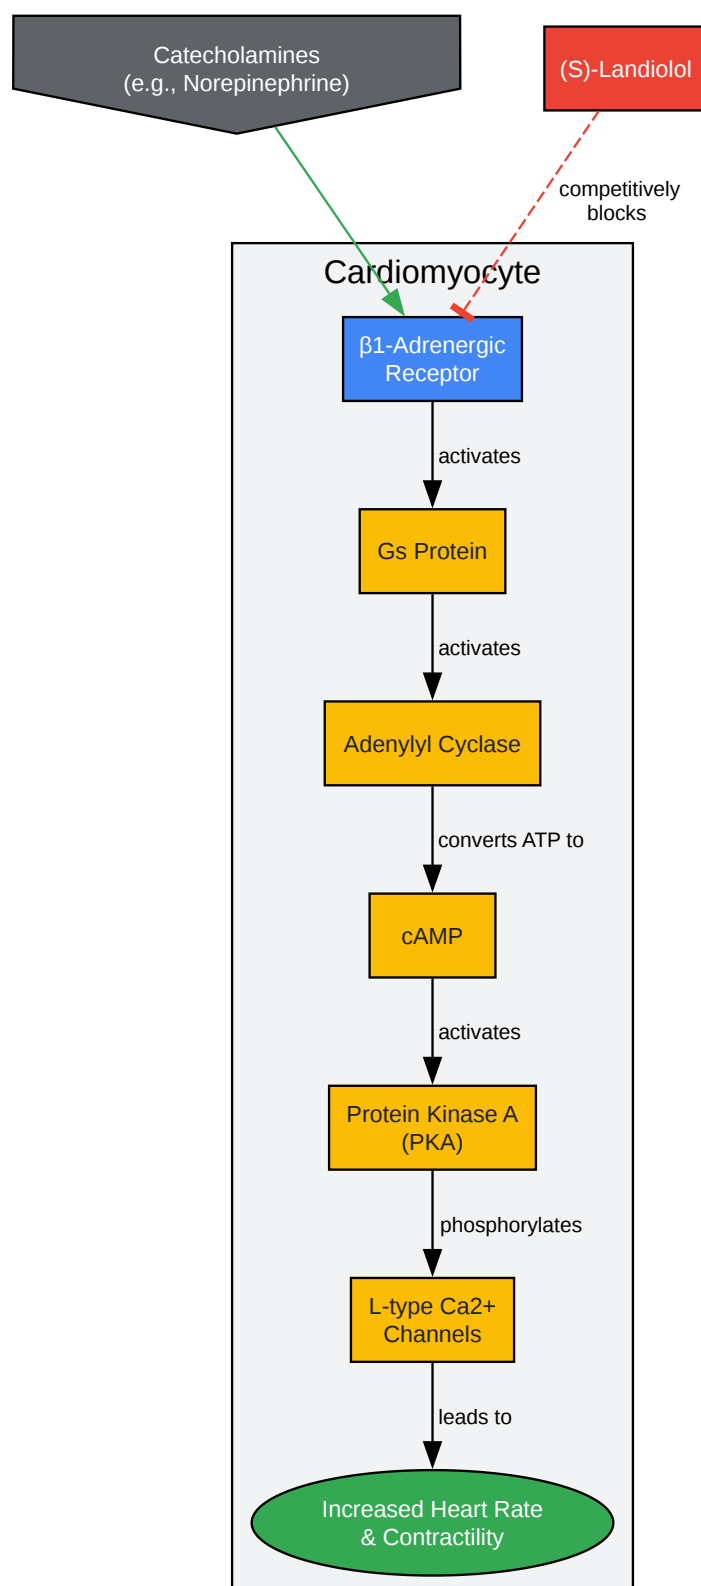 Catecholamines
(e.g., Norepinephrine)
(S)-Landiolol
competitively
blocks
Cardiomyocyte
β1-Adrenergic
Receptor
activates
Gs Protein
activates
Adenylyl Cyclase
converts ATP to
cAMP
activates
Protein Kinase A
(PKA)
phosphorylates
L-type Ca2+
Channels
leads to
Increased Heart Rate
& Contractility